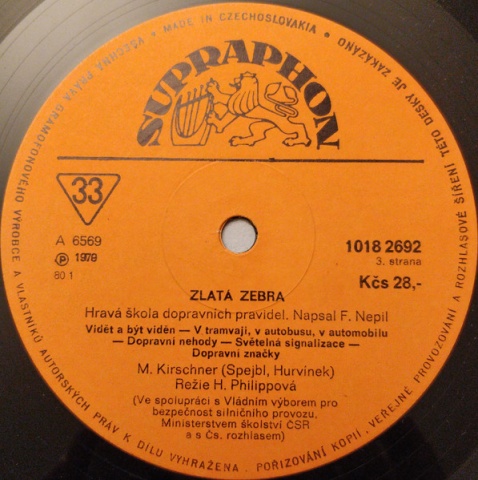 VŠECHNA PRÁVA GRAMOFONOVÉHO VÝROBCE A VLASTNÍKŮ AUTORSKÝCH PRÁV K DÍLU VYHRAŽENA. POŘIZOVÁNÍ KOPIÍ, VEŘEJNÉ PROVOZOVÁNÍ A ROZHLASOVÉ ŠÍŘENÍ TÉTO DESKY JE ZAKÁZÁNO • MADE IN CZECHOSLOVAKIA •
SUPRAPHON
33
A 6569
℗ 1979
80 1
1018 2692
3. strana
Kčs 28,-
ZLATÁ ZEBRA
Hravá škola dopravních pravidel. Napsal F. Nepil
Vidět a být viděn — V tramvaji, v autobusu, v automobilu
— Dopravní nehody — Světelná signalizace —
Dopravní značky
M. Kirschner (Spejbl, Hurvínek)
Režie H. Philippová
(Ve spolupráci s Vládním výborem pro
bezpečnost silničního provozu,
Ministerstvem školství ČSR
a s Čs. rozhlasem)